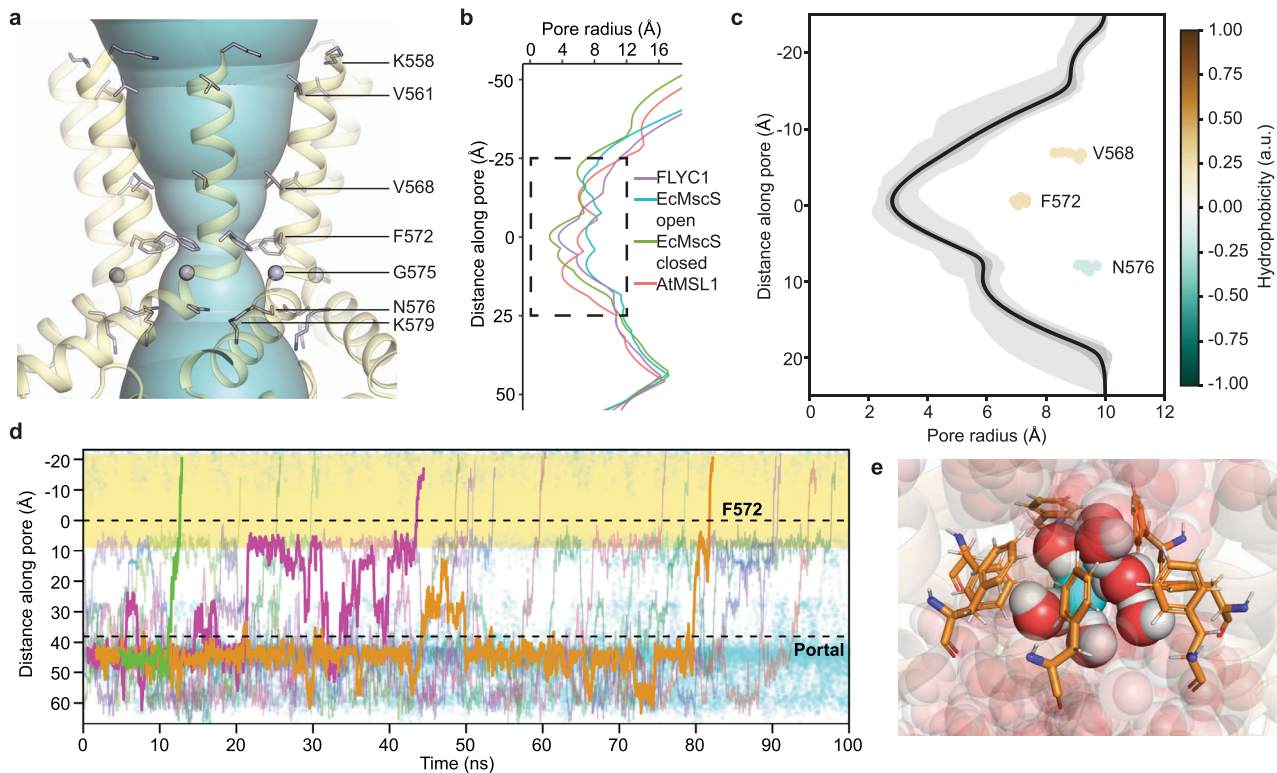 a
K558
V561
V568
F572
G575
N576
K579
b
Pore radius (Å)
0 4 8 12 16
Distance along pore (Å)
-50
-25
0
25
50
FLYC1
EcMscS
open
EcMscS
closed
AtMSL1
c
Distance along pore (Å)
-20
-10
0
10
20
V568
F572
N576
0 2 4 6 8 10 12
Pore radius (Å)
1.00
0.75
0.50
0.25
0.00
-0.25
-0.50
-0.75
-1.00
Hydrophobicity (a.u.)
d
Distance along pore (Å)
-20
-10
0
10
20
30
40
50
60
F572
Portal
0 10 20 30 40 50 60 70 80 90 100
Time (ns)
e